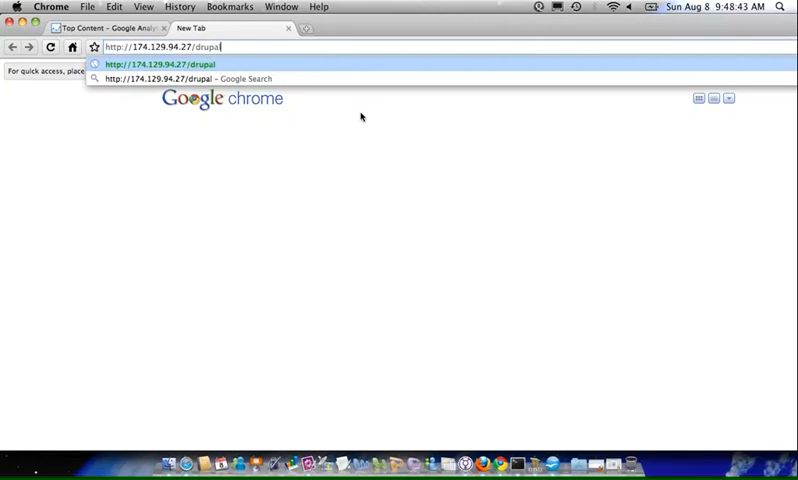 Chrome File Edit View History Bookmarks Window Help Sun Aug 8 9:48:43 AM
Top Content - Google Analy New Tab
http://174.129.94.27/drupal
http://174.129.94.27/drupal
For quick access, place
http://174.129.94.27/drupal - Google Search
Google chrome